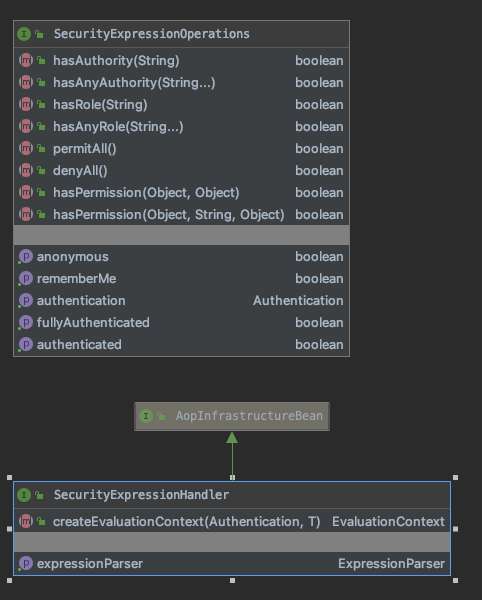 SecurityExpressionOperations
hasAuthority(String) boolean
hasAnyAuthority(String...) boolean
hasRole(String) boolean
hasAnyRole(String...) boolean
permitAll() boolean
denyAll() boolean
hasPermission(Object, Object) boolean
hasPermission(Object, String, Object) boolean
anonymous boolean
rememberMe boolean
authentication Authentication
fullyAuthenticated boolean
authenticated boolean
AopInfrastructureBean
SecurityExpressionHandler
createEvaluationContext(Authentication, T) EvaluationContext
expressionParser ExpressionParser